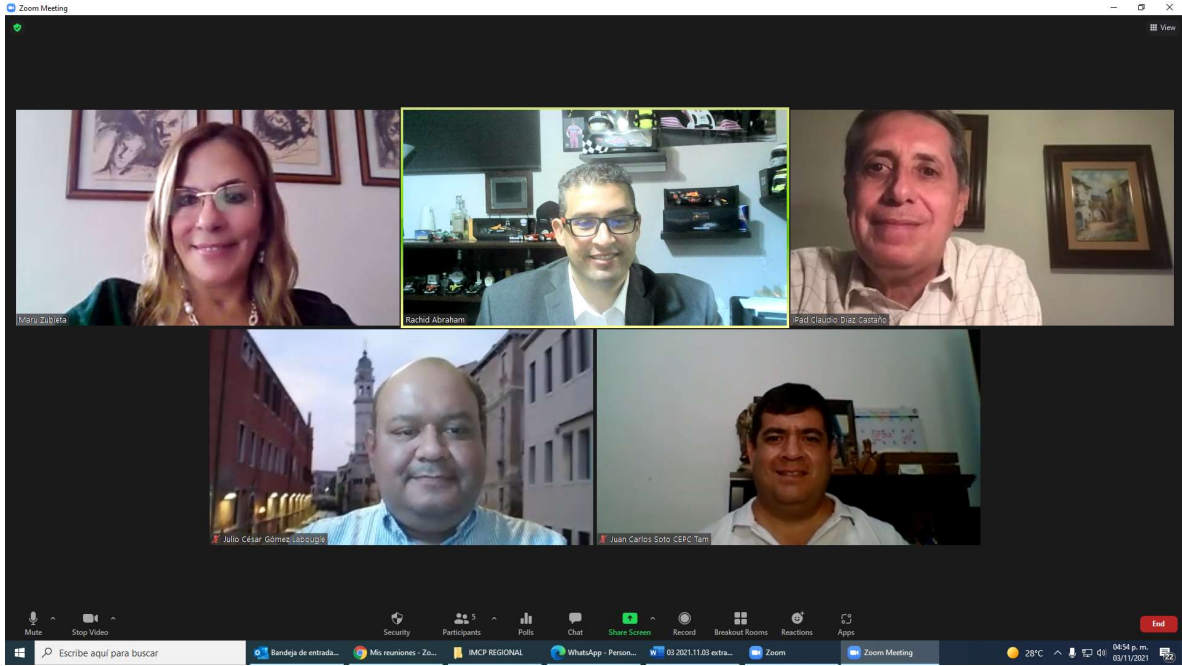 Zoom Meeting
View
Maru Zubieta
Rachid Abraham
iPad Claudio Diaz Castaño
Julio César Gómez Labougle
Juan Carlos Soto CEPC Tam
Mute
Stop Video
Security
5
Participants
Polls
Chat
Share Screen
Record
Breakout Rooms
Reactions
Apps
End
Escribe aquí para buscar
Bandeja de entrada...
Mis reuniones - Zo...
IMCP REGIONAL
WhatsApp - Person...
03 2021.11.03 extra...
Zoom
Zoom Meeting
28°C
04:54 p. m.
03/11/2021
22